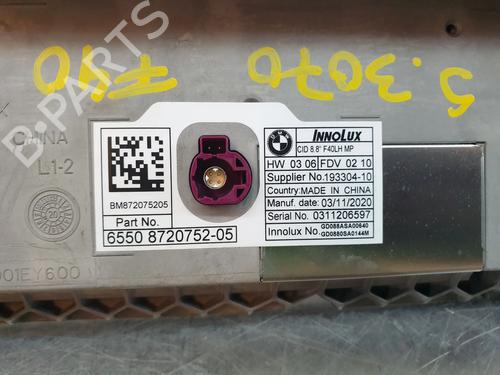 5.3070
F40
B-PARTS
CHINA
L1-2
BM872075205
Part No.
6550 8720752-05
INNOLUX
CID 8.8" F40LH MP
HW 03 06 FDV 02 10
Supplier No.193304-10
Country: MADE IN CHINA
Manuf. date: 03/11/2020
Serial No. 0311206597
Innolux No. GD088ASA00640
GD0880SA0144M
001EY600
20